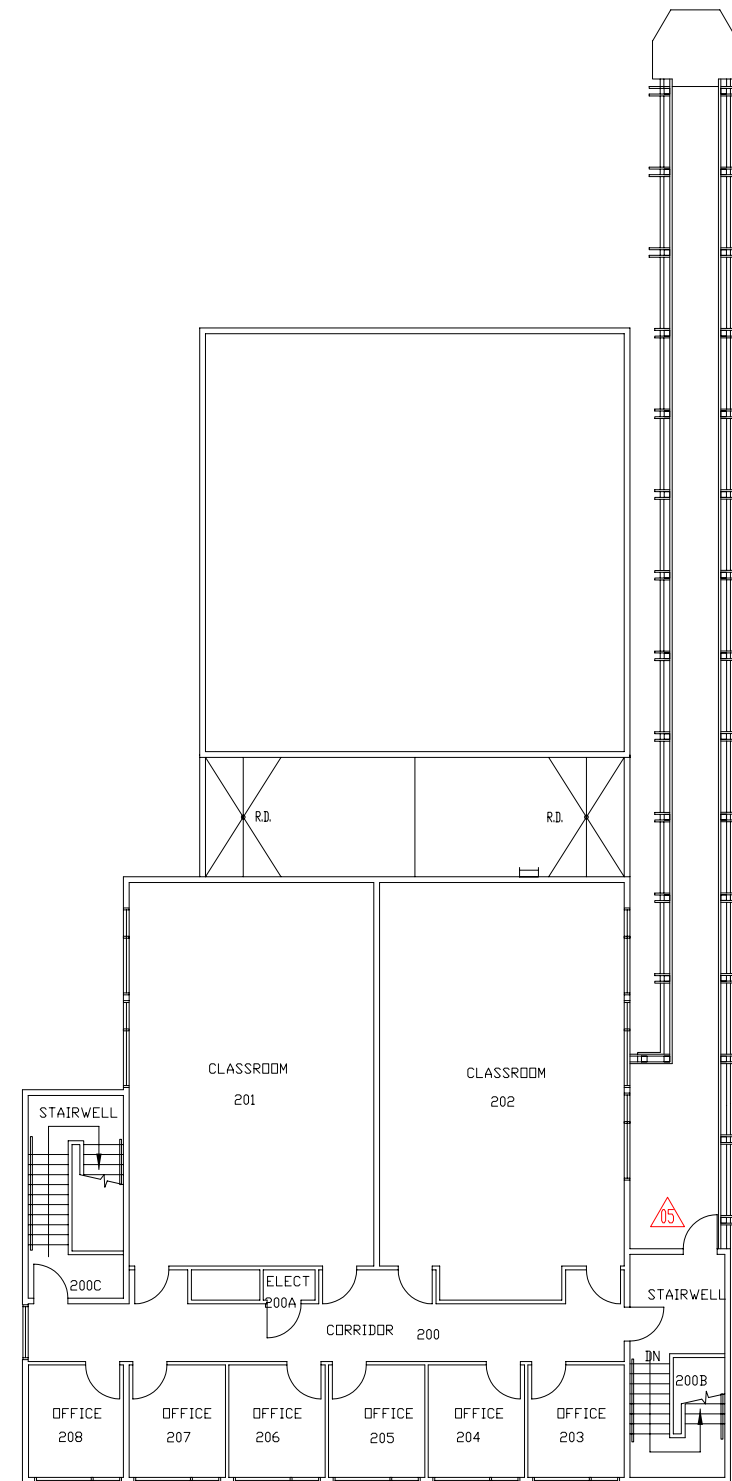 R.D.
R.D.
CLASSROOM
201
CLASSROOM
202
STAIRWELL
05
200C
ELECT
200A
STAIRWELL
CORRIDOR 200
DN
200B
OFFICE
208
OFFICE
207
OFFICE
206
OFFICE
205
OFFICE
204
OFFICE
203